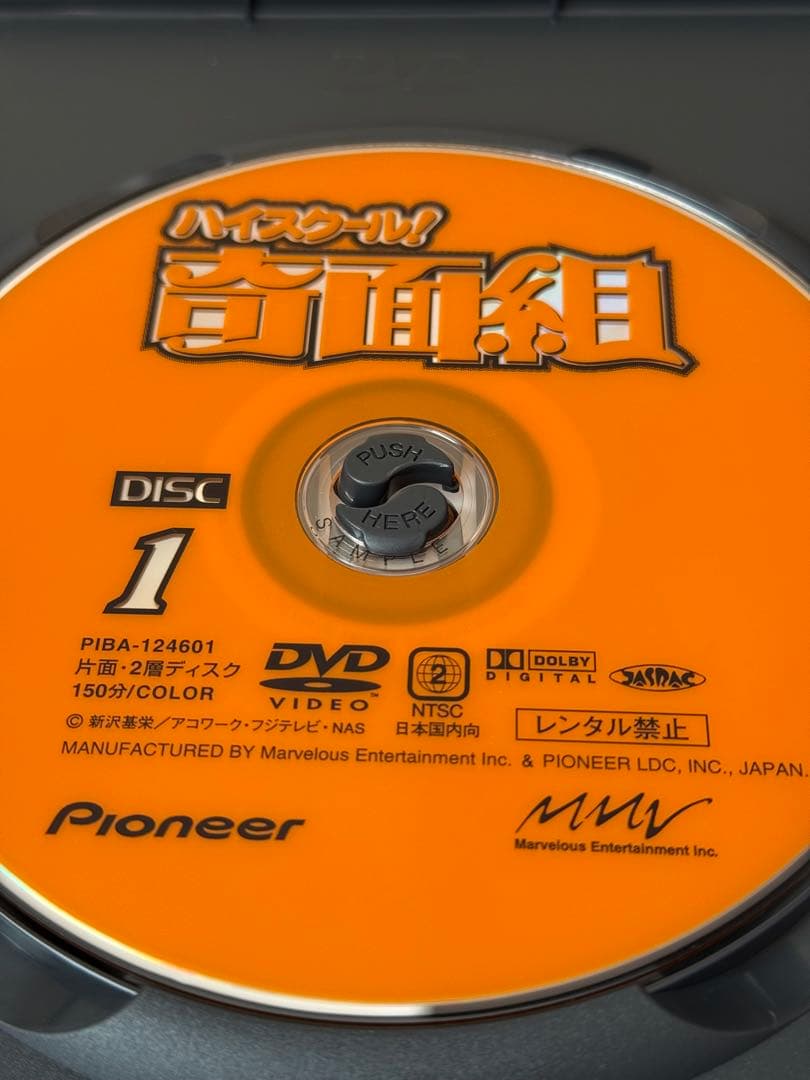 ハイスクール!
奇面組
PUSH
HERE
SAMPLE
DISC
1
PIBA-124601
片面・2層ディスク
150分/COLOR
DVD
VIDEO™
2
NTSC
日本国内向
DOLBY
DIGITAL
JASRAC
© 新沢基栄/アコワーク・フジテレビ・NAS
レンタル禁止
MANUFACTURED BY Marvelous Entertainment Inc. & PIONEER LDC, INC., JAPAN.
Pioneer
MMV
Marvelous Entertainment Inc.